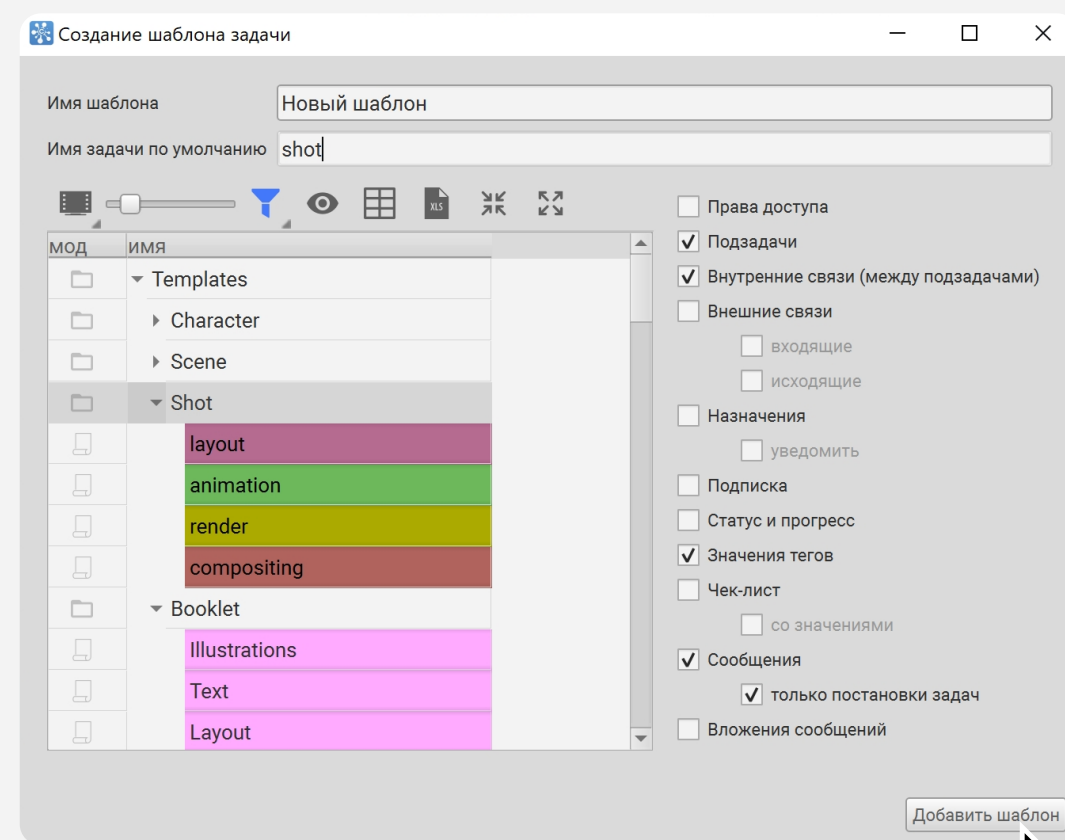 Создание шаблона задачи
Имя шаблона
Новый шаблон
Имя задачи по умолчанию
shot
XLS
мод
имя
Templates
Character
Scene
Shot
layout
animation
render
compositing
Booklet
Illustrations
Text
Layout
Права доступа
Подзадачи
Внутренние связи (между подзадачами)
Внешние связи
входящие
исходящие
Назначения
уведомить
Подписка
Статус и прогресс
Значения тегов
Чек-лист
со значениями
Сообщения
только постановки задач
Вложения сообщений
Добавить шаблон